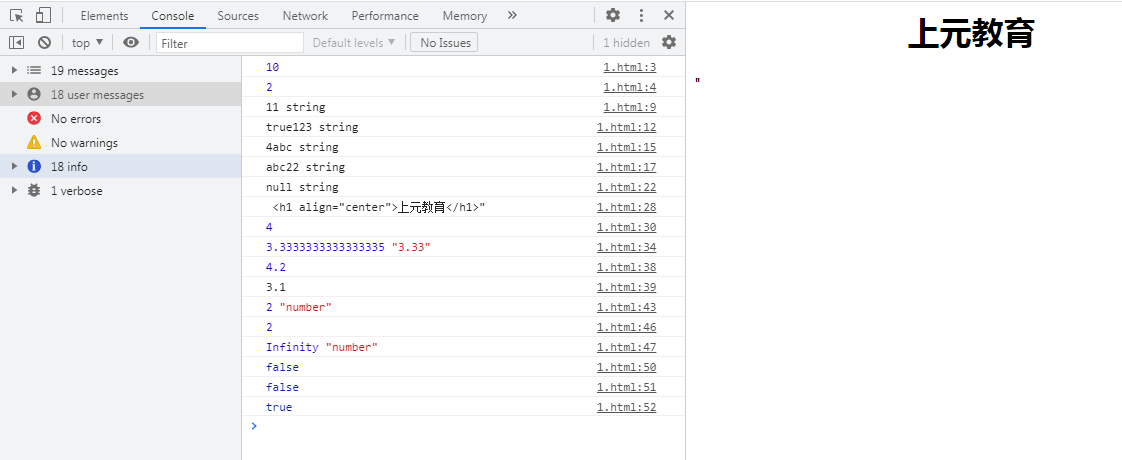 Elements Console Sources Network Performance Memory »
top ▼ Filter Default levels ▼ No Issues 1 hidden
19 messages
18 user messages
No errors
No warnings
18 info
1 verbose
10 1.html:3
2 1.html:4
11 string 1.html:9
true123 string 1.html:12
4abc string 1.html:15
abc22 string 1.html:17
null string 1.html:22
<h1 align="center">上元教育</h1>" 1.html:28
4 1.html:30
3.3333333333333335 "3.33" 1.html:34
4.2 1.html:38
3.1 1.html:39
2 "number" 1.html:43
2 1.html:46
Infinity "number" 1.html:47
false 1.html:50
false 1.html:51
true 1.html:52
>
上元教育
"